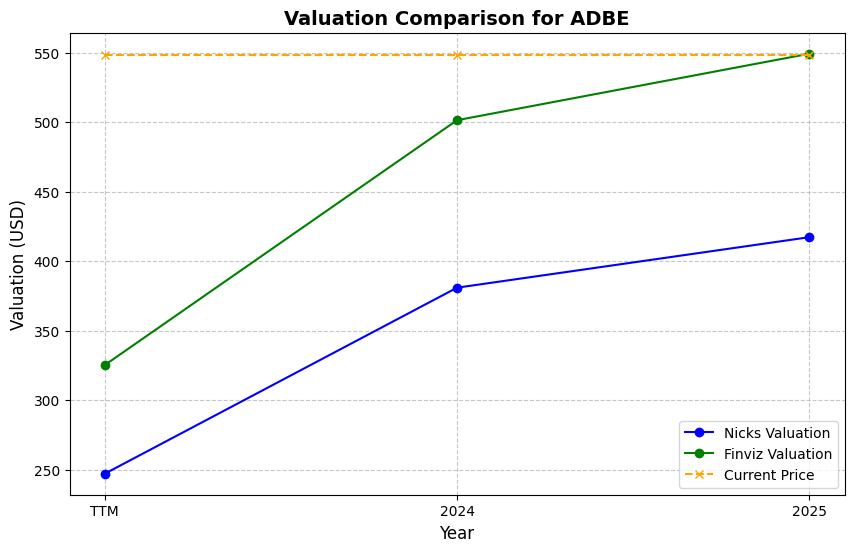 Valuation Comparison for ADBE
Valuation (USD)
550
500
450
400
350
300
250
TTM
2024
2025
Year
Nicks Valuation
Finviz Valuation
Current Price